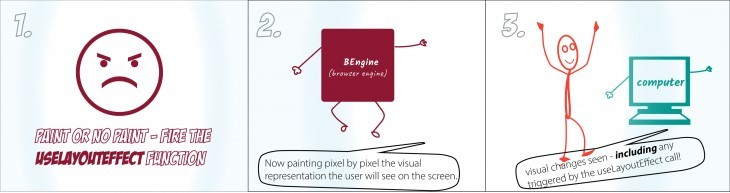 1.
PAINT OR NO PAINT - FIRE THE
USELAYOUTEFFECT FUNCTION
2.
BEngine
(browser engine)
Now painting pixel by pixel the visual
representation the user will see on the screen.
3.
computer
visual changes seen - including any
triggered by the useLayoutEffect call!